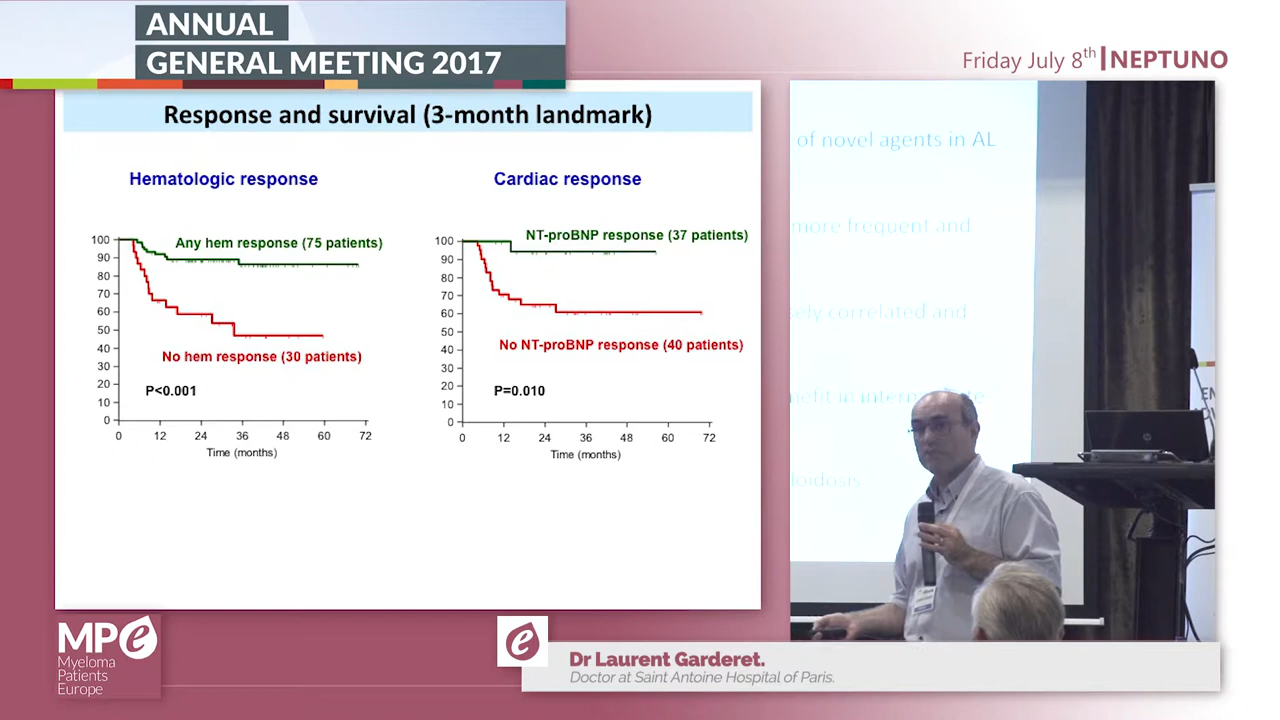 ANNUAL
GENERAL MEETING 2017
Friday July 8th | NEPTUNO
Response and survival (3-month landmark)
Hematologic response
Any hem response (75 patients)
100
90
80
70
60
50
40
30
20
10
0
No hem response (30 patients)
P<0.001
0 12 24 36 48 60 72
Time (months)
Cardiac response
NT-proBNP response (37 patients)
100
90
80
70
60
50
40
30
20
10
0
No NT-proBNP response (40 patients)
P=0.010
0 12 24 36 48 60 72
Time (months)
of novel agents in AL
more frequent and
correlated and
in
hp
EN
MPe
Myeloma
Patients
Europe
e
Dr Laurent Garderet.
Doctor at Saint Antoine Hospital of Paris.